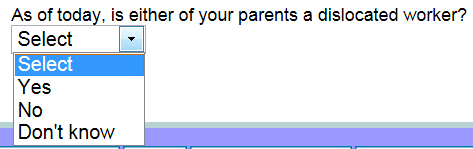 As of today, is either of your parents a dislocated worker?
Select
Select
Yes
No
Don't know